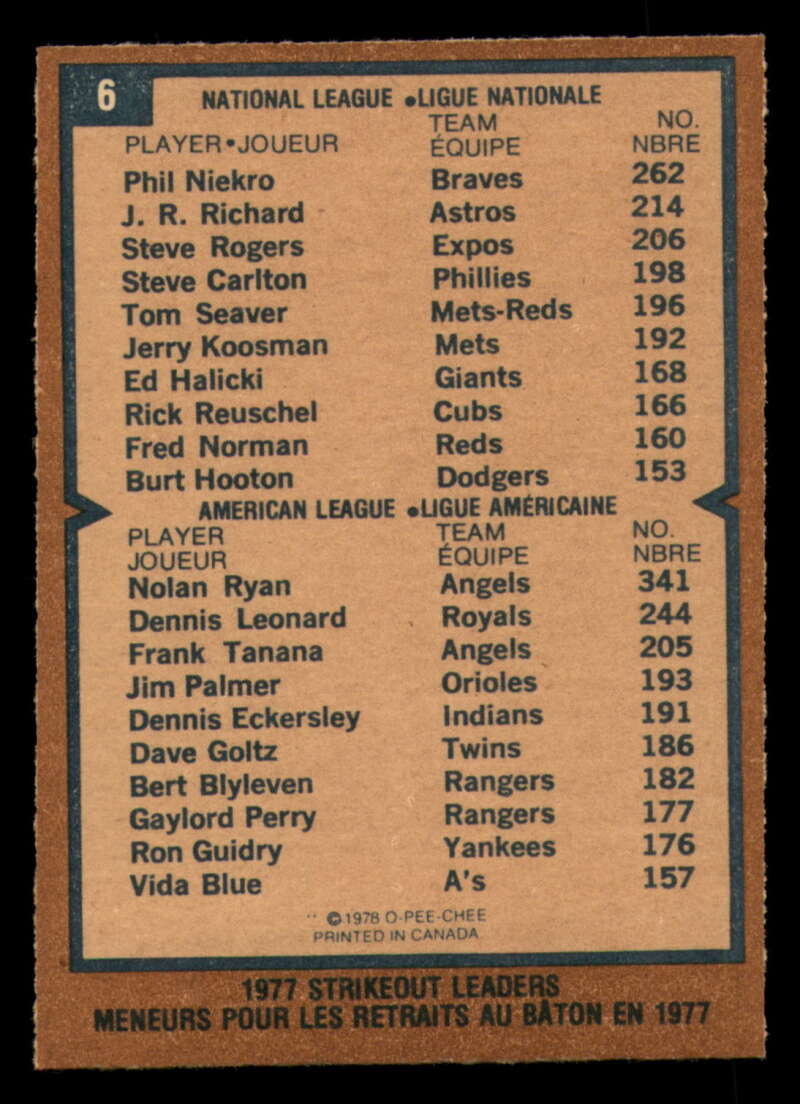 6
NATIONAL LEAGUE •LIGUE NATIONALE
PLAYER•JOUEUR TEAM ÉQUIPE NO. NBRE
Phil Niekro Braves 262
J. R. Richard Astros 214
Steve Rogers Expos 206
Steve Carlton Phillies 198
Tom Seaver Mets-Reds 196
Jerry Koosman Mets 192
Ed Halicki Giants 168
Rick Reuschel Cubs 166
Fred Norman Reds 160
Burt Hooton Dodgers 153
AMERICAN LEAGUE •LIGUE AMÉRICAINE
PLAYER TEAM NO.
JOUEUR ÉQUIPE NBRE
Nolan Ryan Angels 341
Dennis Leonard Royals 244
Frank Tanana Angels 205
Jim Palmer Orioles 193
Dennis Eckersley Indians 191
Dave Goltz Twins 186
Bert Blyleven Rangers 182
Gaylord Perry Rangers 177
Ron Guidry Yankees 176
Vida Blue A's 157
©1978 O-PEE-CHEE
PRINTED IN CANADA
1977 STRIKEOUT LEADERS
MENEURS POUR LES RETRAITS AU BÂTON EN 1977